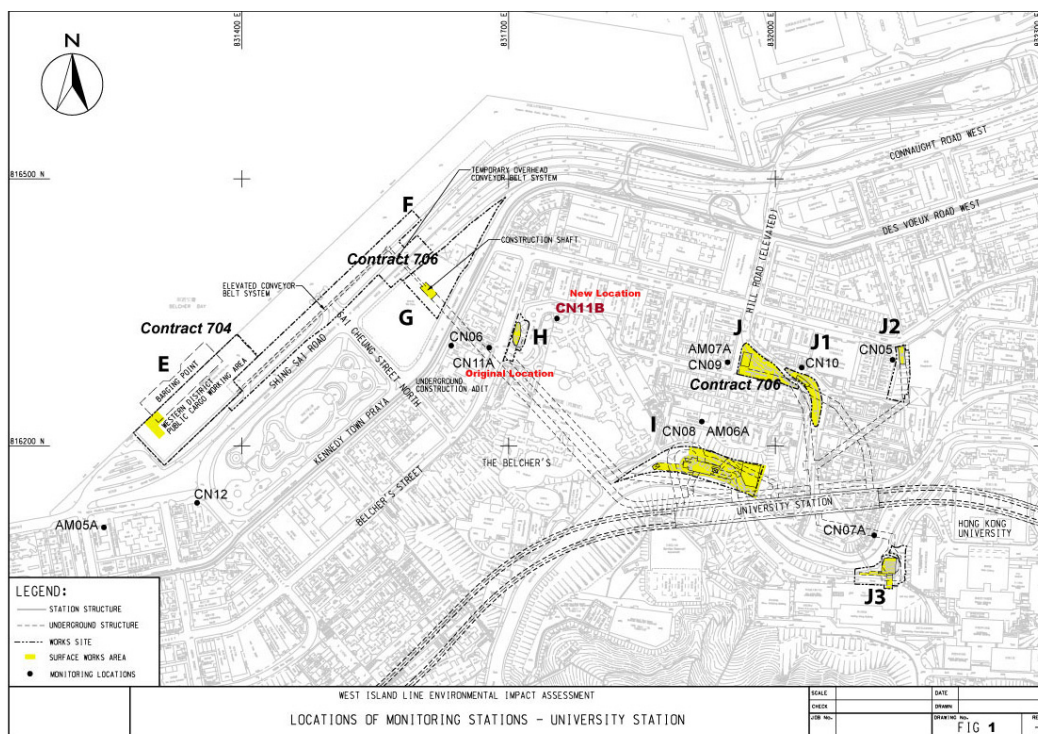 831400 E
831700 E
832000 E
832300 E
N
816500 N
816200 N
CONNAUGHT ROAD WEST
DES VOEUX ROAD WEST
HILL ROAD (ELEVATED)
TEMPORARY OVERHEAD
CONVEYOR BELT SYSTEM
F
Contract 706
CONSTRUCTION SHAFT
ELEVATED CONVEYOR
BELT SYSTEM
BELCHER BAY
G
New Location
CN11B
Contract 704
E
BARGING POINT
WESTERN DISTRICT
PUBLIC CARGO WORKING AREA
SHING SAI ROAD
SAI CHEUNG STREET NORTH
CN06
CN11A
Original Location
H
UNDERGROUND
CONSTRUCTION ADIT
J
J1
J2
AM07A
CN09
CN10
CN05
Contract 706
KENNEDY TOWN PRAYA
BELCHER'S STREET
THE BELCHER'S
I
CN08
AM06A
UNIVERSITY STATION
CN12
AM05A
CN07A
HONG KONG
UNIVERSITY
J3
LEGEND:
STATION STRUCTURE
UNDERGROUND STRUCTURE
WORKS SITE
SURFACE WORKS AREA
MONITORING LOCATIONS
WEST ISLAND LINE ENVIRONMENTAL IMPACT ASSESSMENT
LOCATIONS OF MONITORING STATIONS - UNIVERSITY STATION
SCALE
DATE
CHECK
DRAWN
JOB No.
DRAWING No.
FIG 1